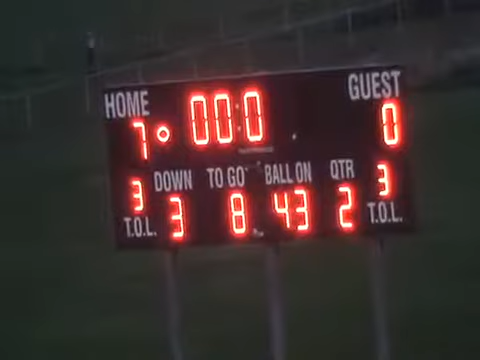 HOME GUEST
7 00:0 0
DOWN TO GO BALL ON QTR
3 3 8 43 2 3
T.O.L. T.O.L.